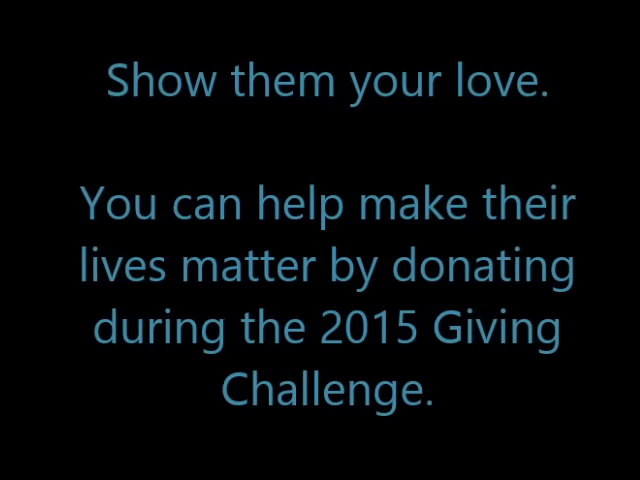 Show them your love.
You can help make their
lives matter by donating
during the 2015 Giving
Challenge.